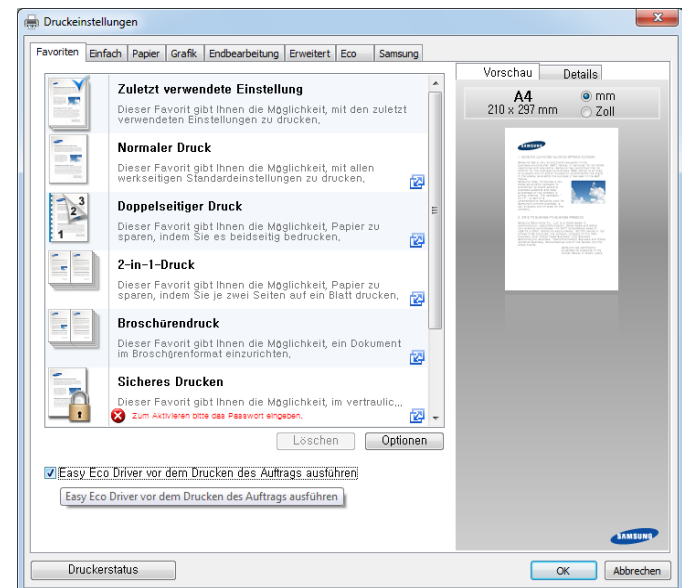 Druckeinstellungen
Favoriten Einfach Papier Grafik Endbearbeitung Erweitert Eco Samsung
Zuletzt verwendete Einstellung
Dieser Favorit gibt Ihnen die Möglichkeit, mit den zuletzt
verwendeten Einstellungen zu drucken,
Normaler Druck
Dieser Favorit gibt Ihnen die Möglichkeit, mit allen
werkseitigen Standardeinstellungen zu drucken,
Doppelseitiger Druck
Dieser Favorit gibt Ihnen die Möglichkeit, Papier zu
sparen, indem Sie es beidseitig bedrucken,
1 2 3
2-in-1-Druck
Dieser Favorit gibt Ihnen die Möglichkeit, Papier zu
sparen, indem Sie je zwei Seiten auf ein Blatt drucken,
Broschürendruck
Dieser Favorit gibt Ihnen die Möglichkeit, ein Dokument
im Broschürenformat einzurichten,
Sicheres Drucken
Dieser Favorit gibt Ihnen die Möglichkeit, im vertraulic,,,
Zum Aktivieren bitte das Passwort eingeben.
Löschen Optionen
Easy Eco Driver vor dem Drucken des Auftrags ausführen
Easy Eco Driver vor dem Drucken des Auftrags ausführen
Vorschau Details
A4
210 x 297 mm
mm
Zoll
SAMSUNG
SAMSUNG
Druckerstatus
OK Abbrechen